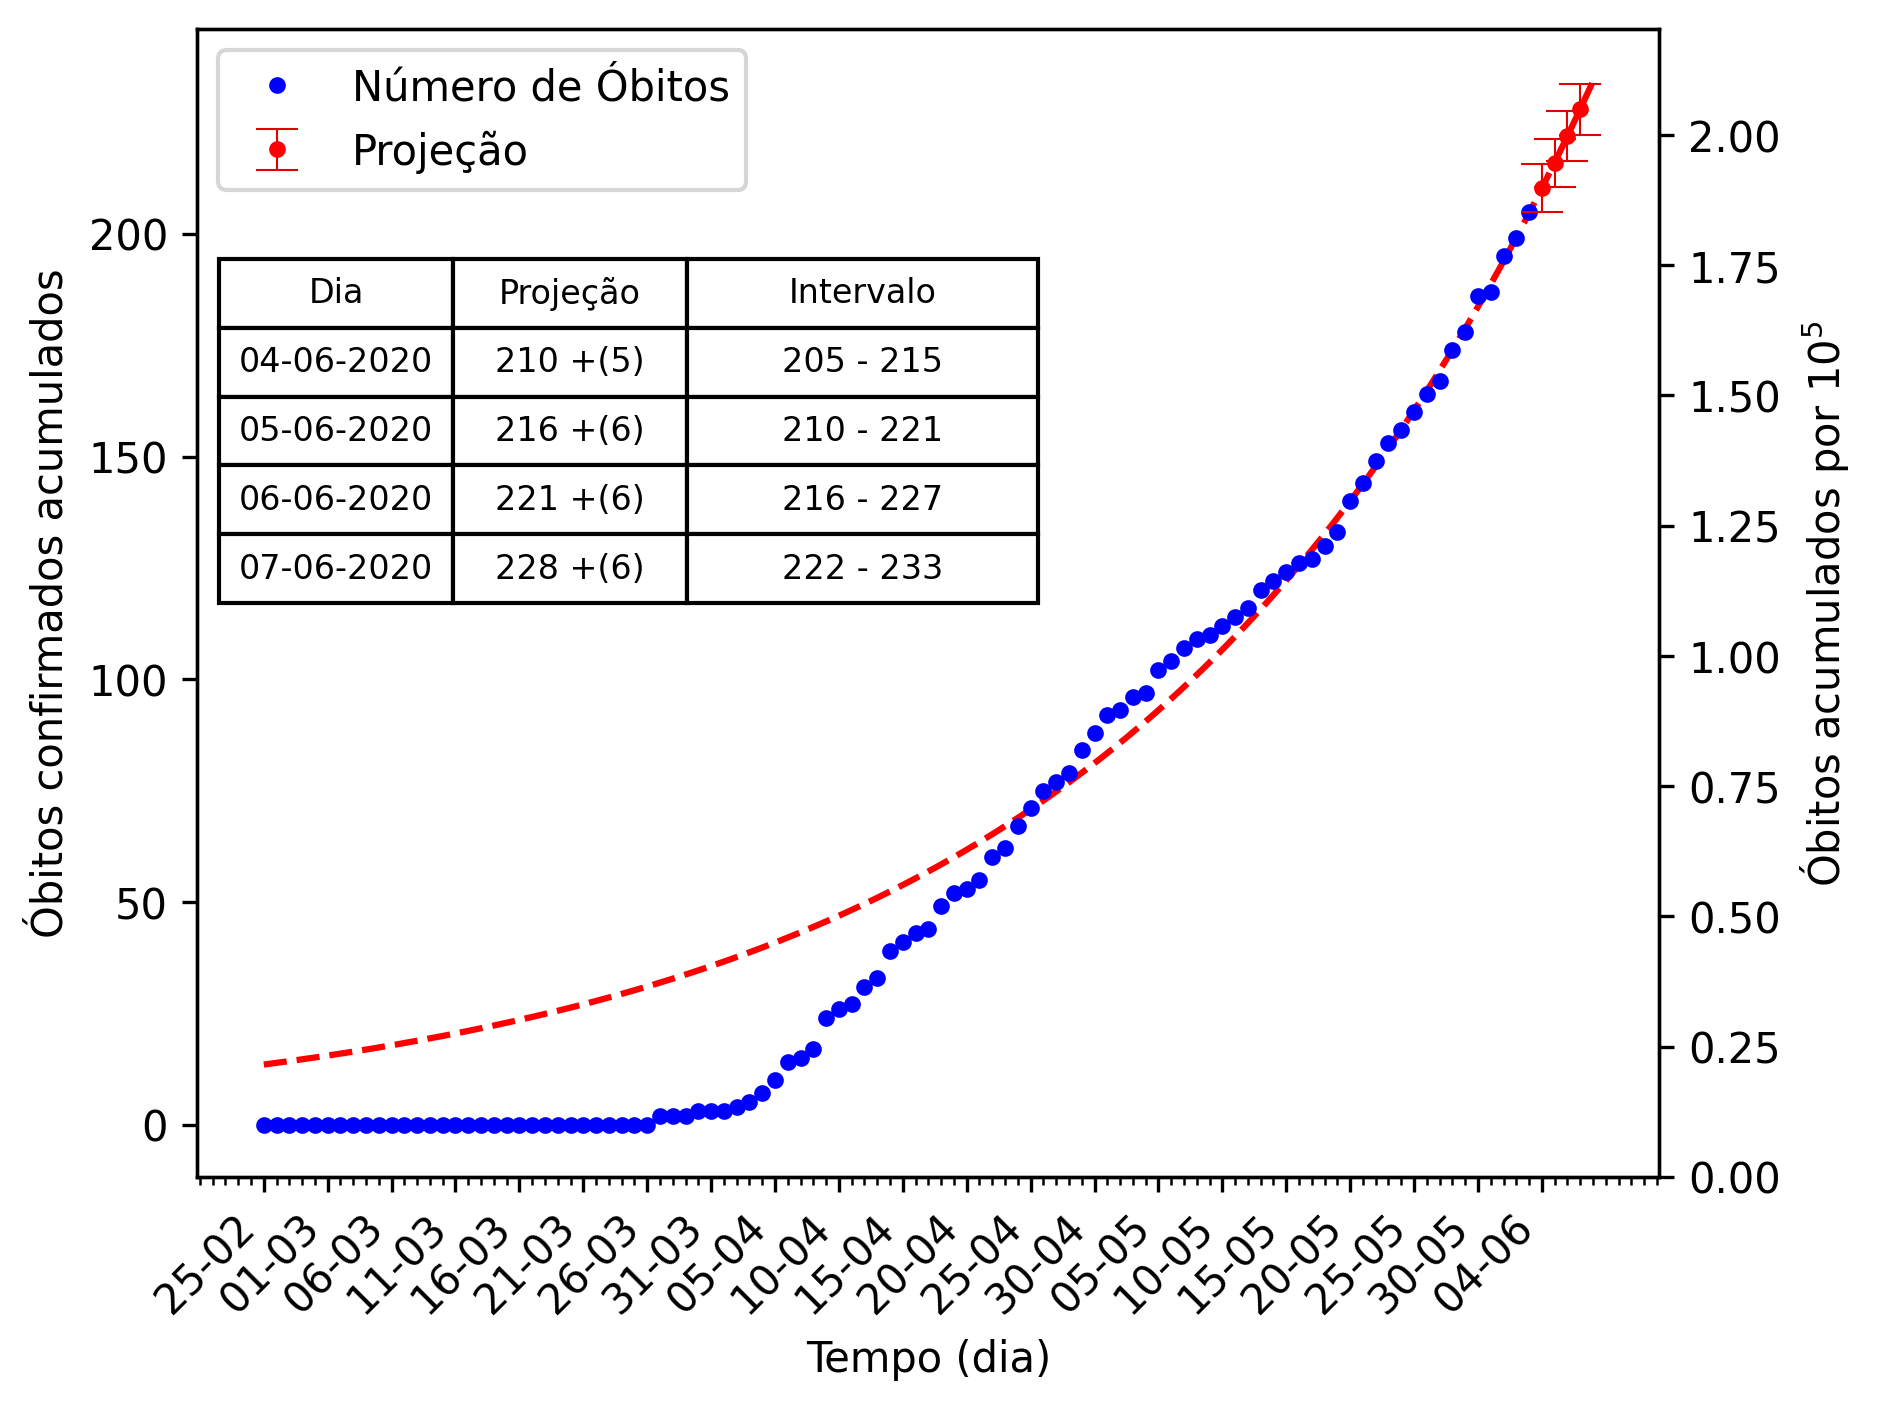 Número de Óbitos
Projeção
Dia Projeção Intervalo
04-06-2020 210 +(5) 205 - 215
05-06-2020 216 +(6) 210 - 221
06-06-2020 221 +(6) 216 - 227
07-06-2020 228 +(6) 222 - 233
Óbitos confirmados acumulados
200
150
100
50
0
2.00
1.75
1.50
1.25
1.00
0.75
0.50
0.25
0.00
Óbitos acumulados por 10⁵
25-02 01-03 06-03 11-03 16-03 21-03 26-03 31-03 05-04 10-04 15-04 20-04 25-04 30-04 05-05 10-05 15-05 20-05 25-05 30-05 04-06
Tempo (dia)